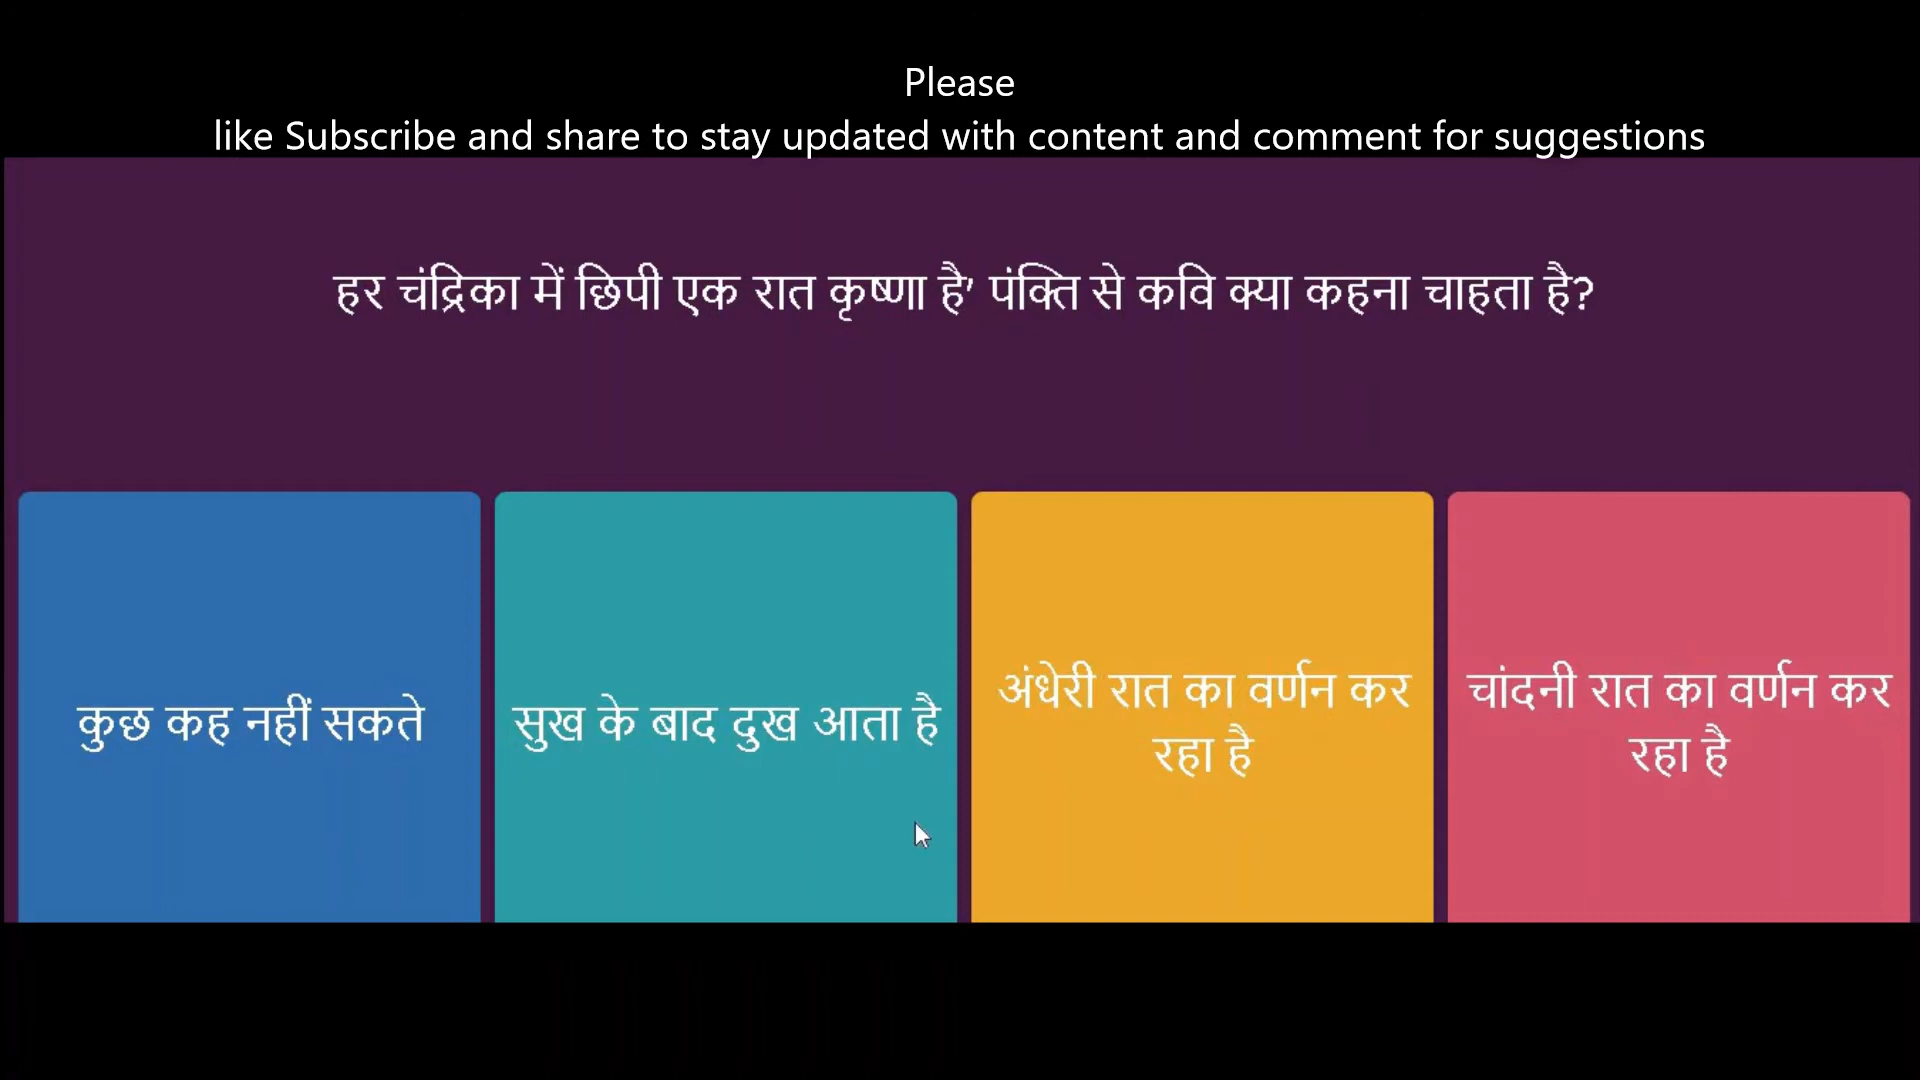 Please
like Subscribe and share to stay updated with content and comment for suggestions
हर चंद्रिका में छिपी एक रात कृष्णा है’ पंक्ति से कवि क्या कहना चाहता है?
कुछ कह नहीं सकते
सुख के बाद दुख आता है
अंधेरी रात का वर्णन कर
रहा है
चांदनी रात का वर्णन कर
रहा है